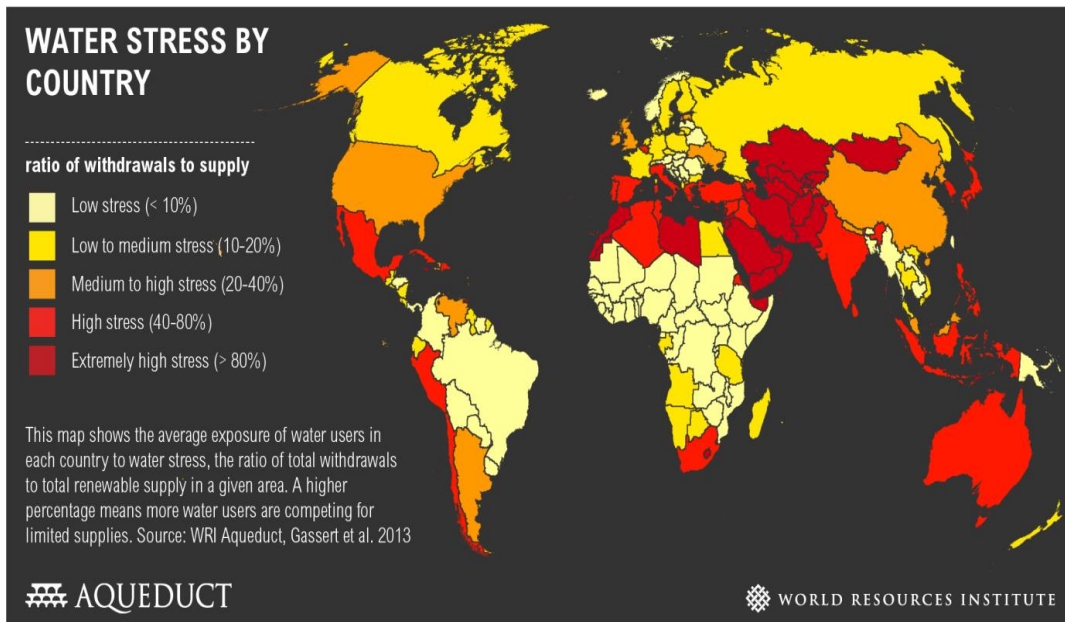 WATER STRESS BY
COUNTRY
ratio of withdrawals to supply
Low stress (< 10%)
Low to medium stress (10-20%)
Medium to high stress (20-40%)
High stress (40-80%)
Extremely high stress (> 80%)
This map shows the average exposure of water users in
each country to water stress, the ratio of total withdrawals
to total renewable supply in a given area. A higher
percentage means more water users are competing for
limited supplies. Source: WRI Aqueduct, Gassert et al. 2013
AQUEDUCT
WORLD RESOURCES INSTITUTE